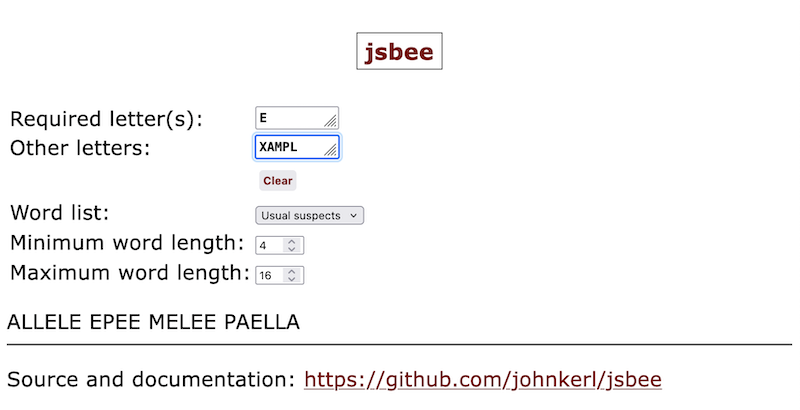 jsbee
Required letter(s): E
Other letters: XAMPL
Clear
Word list: Usual suspects
Minimum word length: 4
Maximum word length: 16
ALLELE EPEE MELEE PAELLA
Source and documentation: https://github.com/johnkerl/jsbee